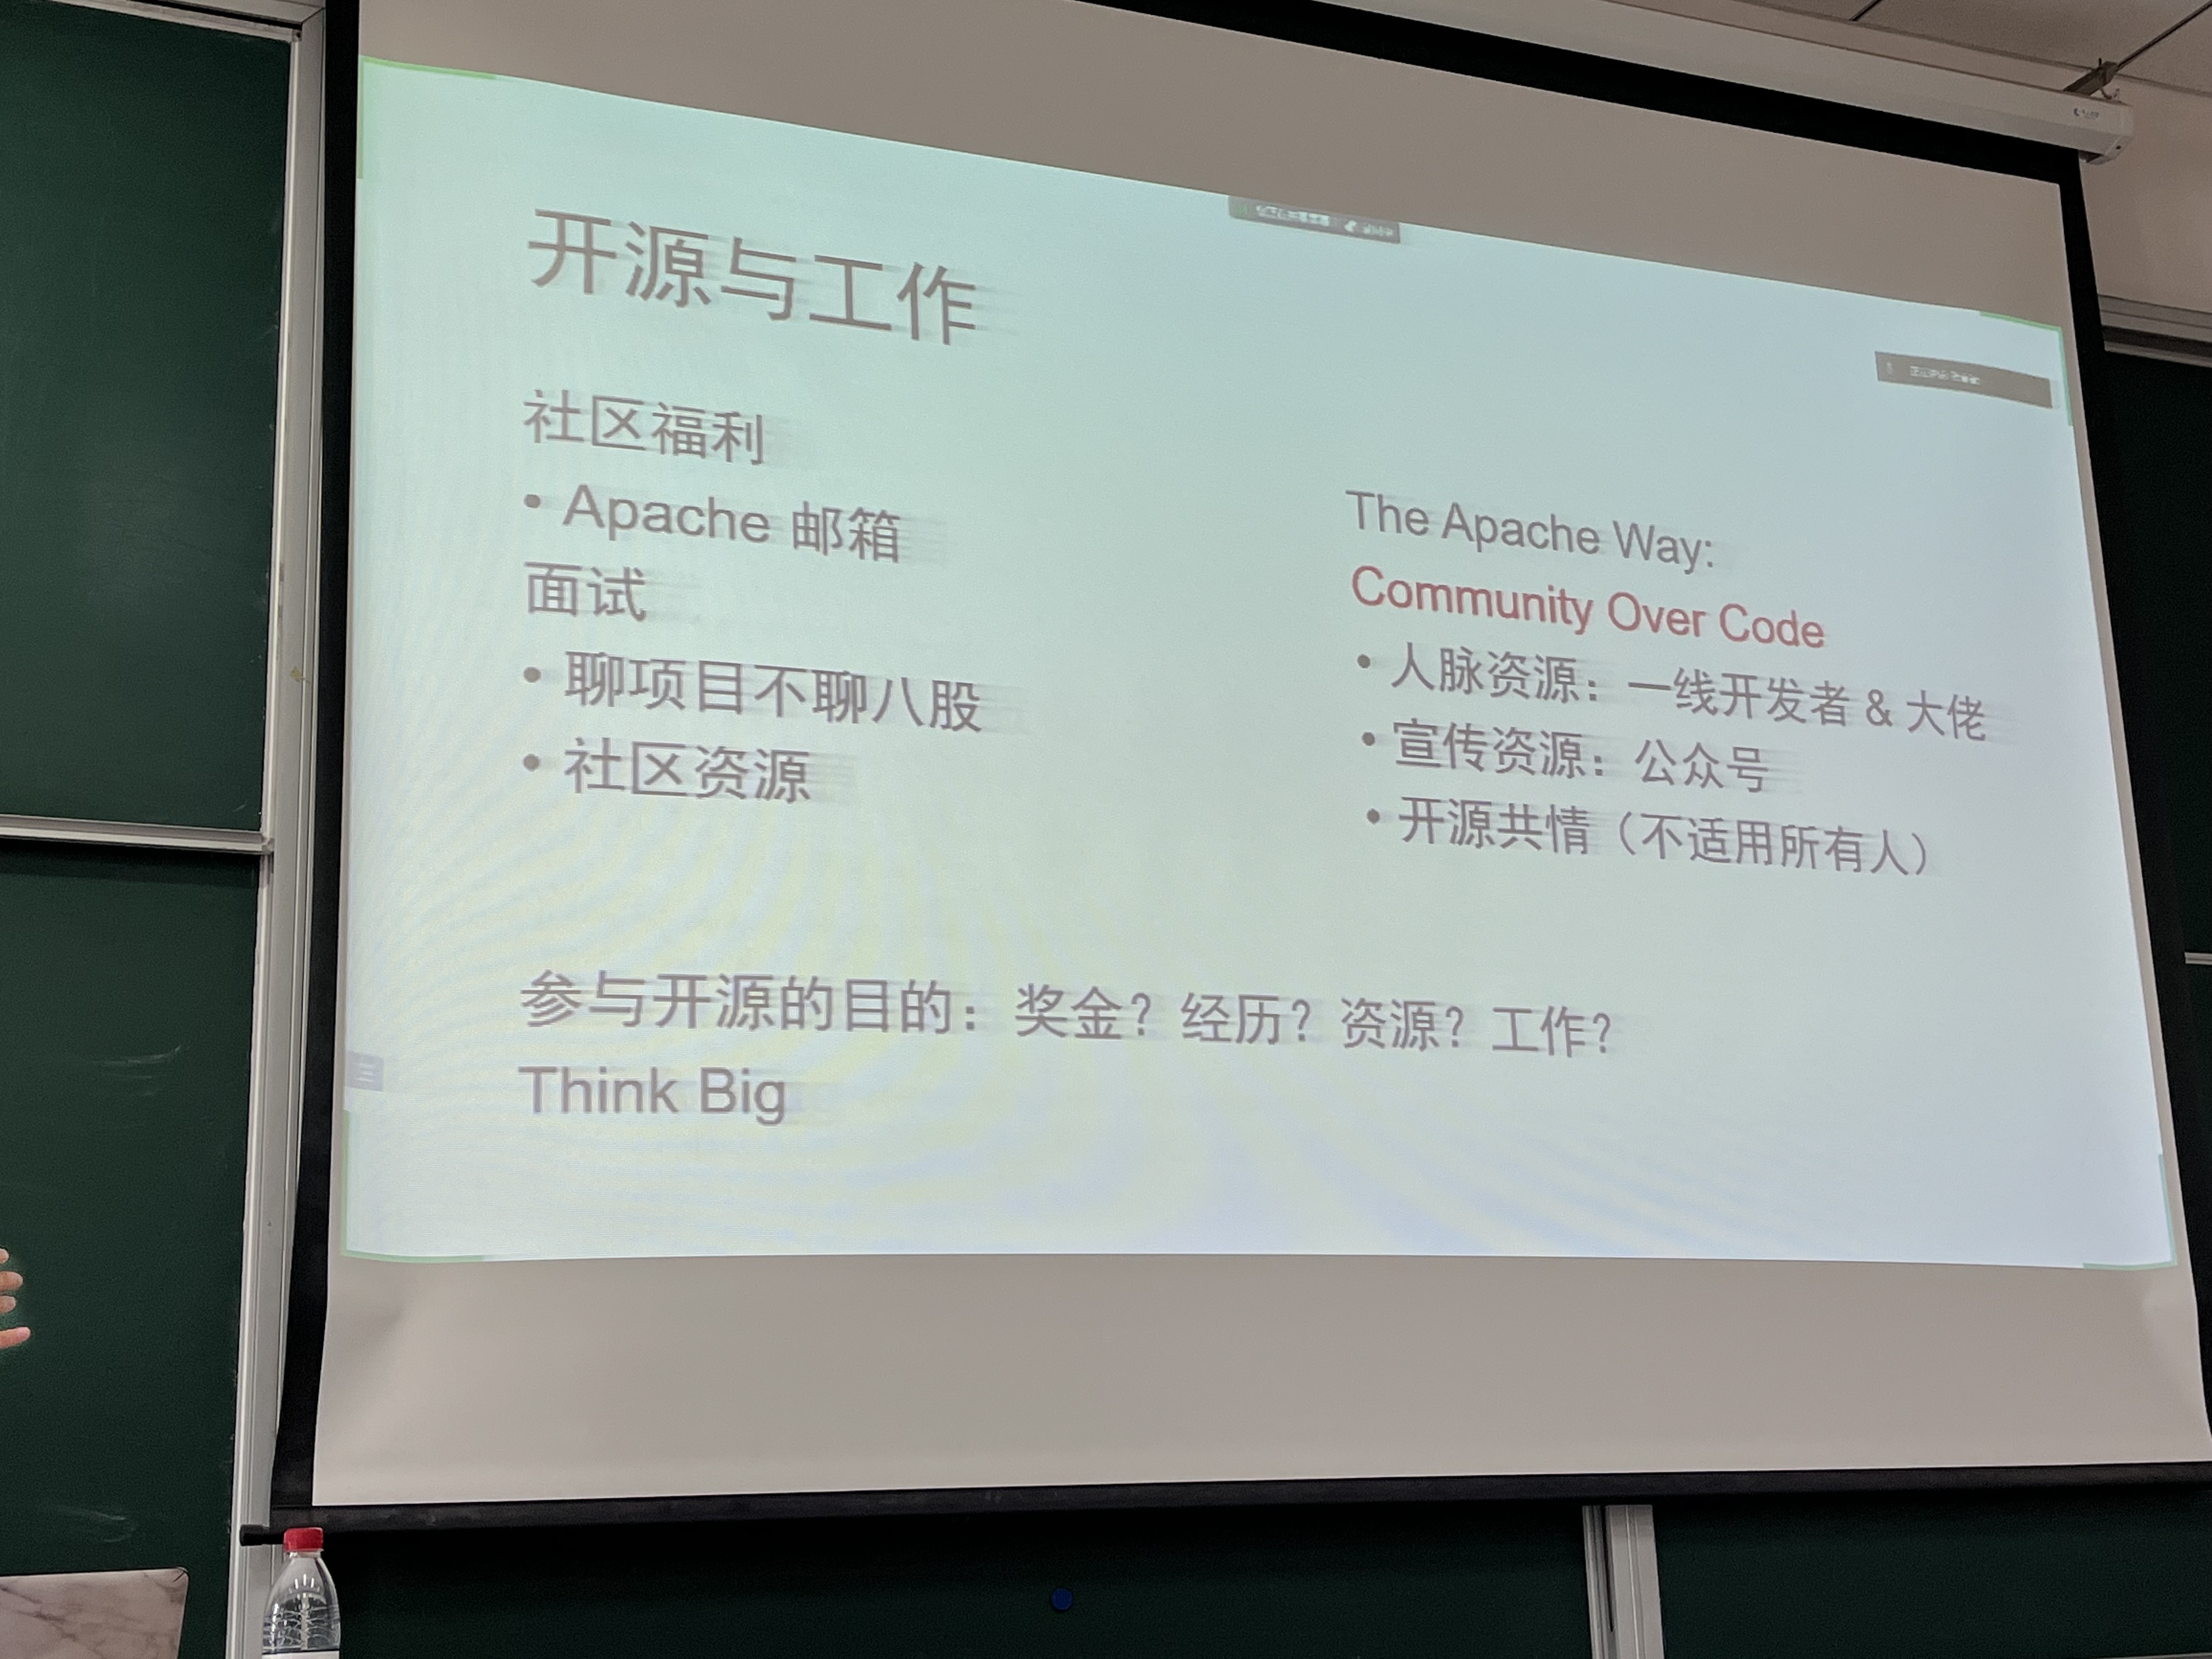 开源与工作
社区福利
• Apache 邮箱
面试
• 聊项目不聊八股
• 社区资源
The Apache Way:
Community Over Code
• 人脉资源：一线开发者 & 大佬
• 宣传资源：公众号
• 开源共情（不适用所有人）
参与开源的目的：奖金？经历？资源？工作？
Think Big